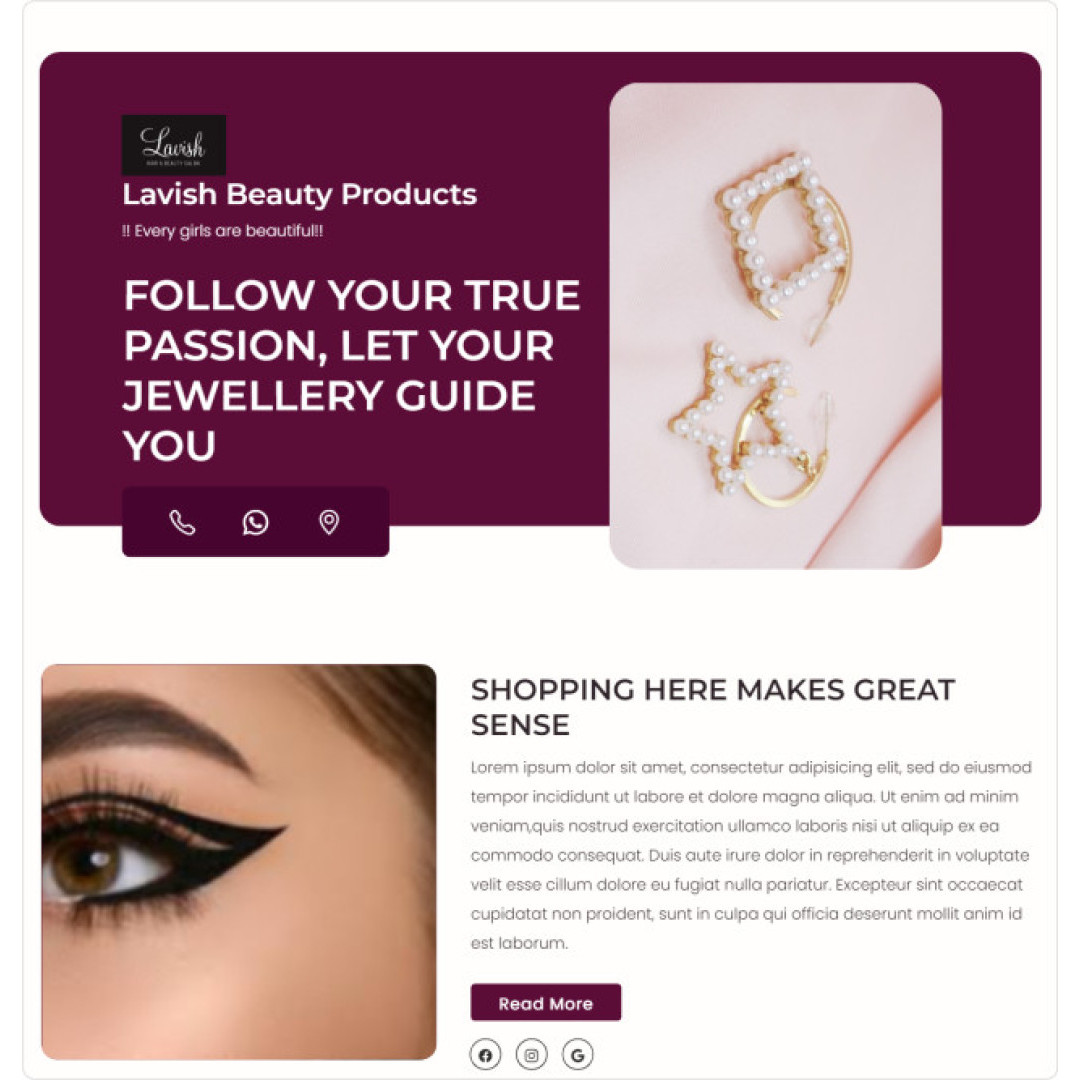 Lavish
HAIR & BEAUTY SALON
Lavish Beauty Products
!! Every girls are beautiful!!
FOLLOW YOUR TRUE
PASSION, LET YOUR
JEWELLERY GUIDE
YOU
SHOPPING HERE MAKES GREAT
SENSE
Lorem ipsum dolor sit amet, consectetur adipisicing elit, sed do eiusmod
tempor incididunt ut labore et dolore magna aliqua. Ut enim ad minim
veniam,quis nostrud exercitation ullamco laboris nisi ut aliquip ex ea
commodo consequat. Duis aute irure dolor in reprehenderit in voluptate
velit esse cillum dolore eu fugiat nulla pariatur. Excepteur sint occaecat
cupidatat non proident, sunt in culpa qui officia deserunt mollit anim id
est laborum.
Read More